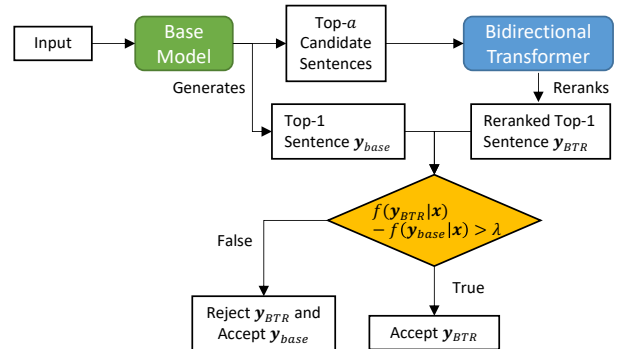 Input
Base
Model
Top-a
Candidate
Sentences
Bidirectional
Transformer
Generates
Reranks
Top-1
Sentence y_base
Reranked Top-1
Sentence y_BTR
f(y_BTR|x)
− f(y_base|x) > λ
False
True
Reject y_BTR and
Accept y_base
Accept y_BTR